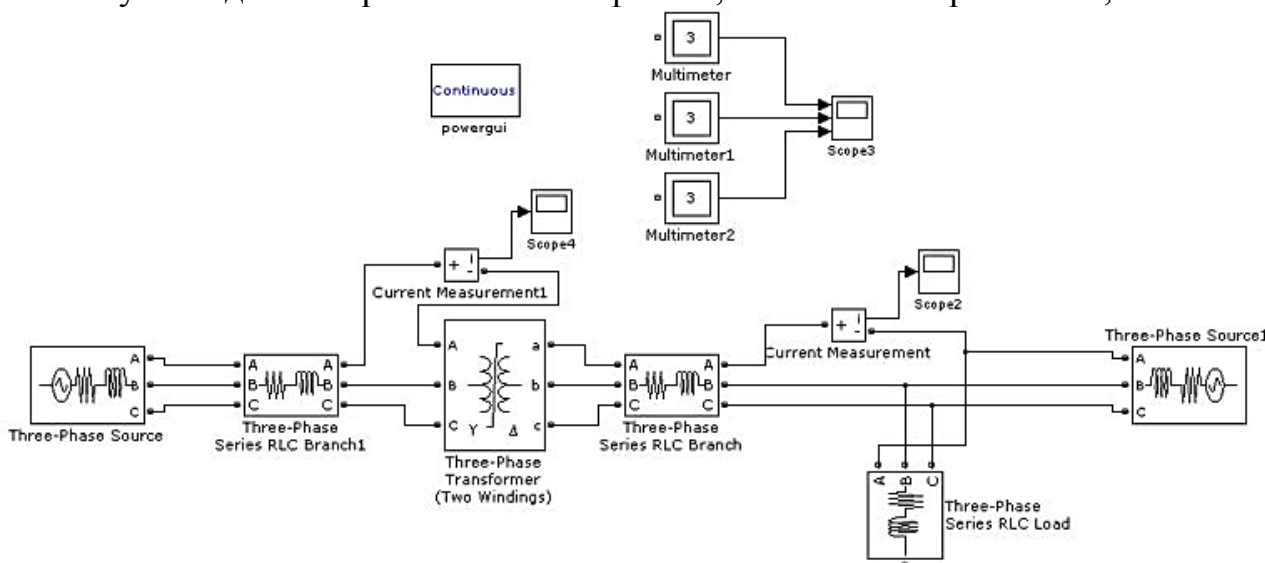 3
Multimeter
Continuous
powergui
3
Multimeter1
Scope3
3
Multimeter2
Scope4
+ i
-
Current Measurement1
Scope2
+ i
-
Current Measurement
Three-Phase Source1
A
B
C
Three-Phase Source
A A
B B
C C
Three-Phase
Series RLC Branch1
A a
B b
C c
Y Δ
Three-Phase
Transformer
(Two Windings)
A A
B B
C C
Three-Phase
Series RLC Branch
A
B
C
A B C
Three-Phase
Series RLC Load